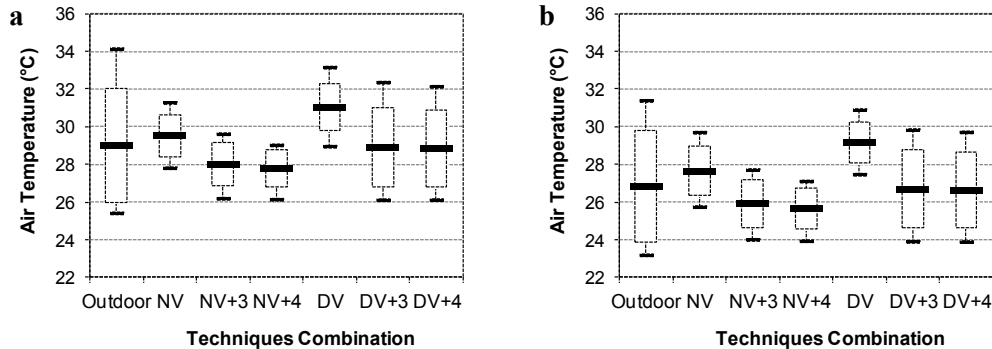 a
Air Temperature (°C)
36
34
32
30
28
26
24
22
Outdoor NV NV+3 NV+4 DV DV+3 DV+4
Techniques Combination
b
Air Temperature (°C)
36
34
32
30
28
26
24
22
Outdoor NV NV+3 NV+4 DV DV+3 DV+4
Techniques Combination